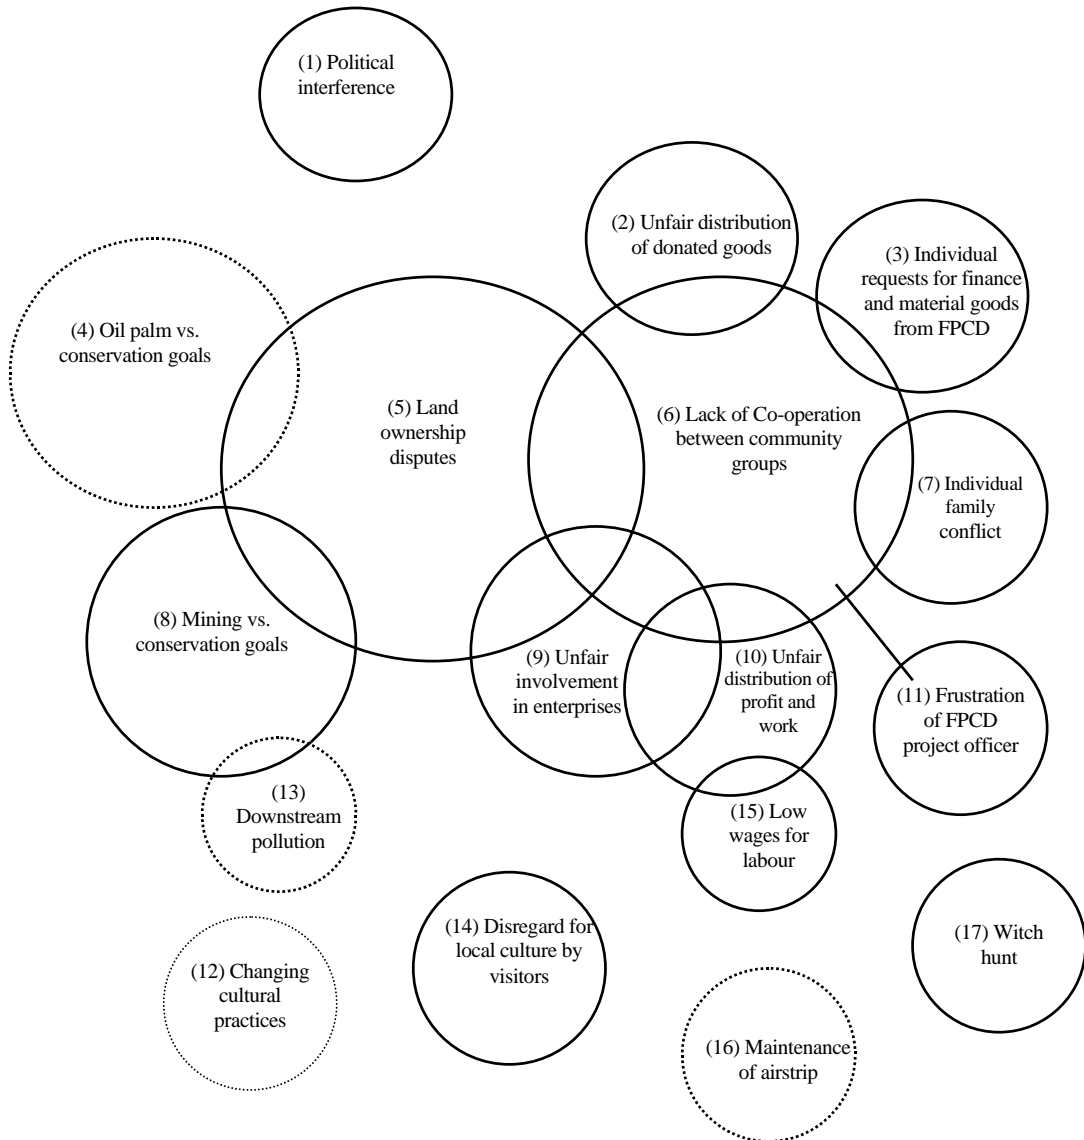 (1) Political
interference
(2) Unfair distribution
of donated goods
(3) Individual
requests for finance
and material goods
from FPCD
(4) Oil palm vs.
conservation goals
(5) Land
ownership
disputes
(6) Lack of Co-operation
between community
groups
(7) Individual
family
conflict
(8) Mining vs.
conservation goals
(9) Unfair
involvement
in enterprises
(10) Unfair
distribution of
profit and
work
(11) Frustration
of FPCD
project officer
(13)
Downstream
pollution
(15) Low
wages for
labour
(14) Disregard for
local culture by
visitors
(17) Witch
hunt
(12) Changing
cultural
practices
(16) Maintenance
of airstrip